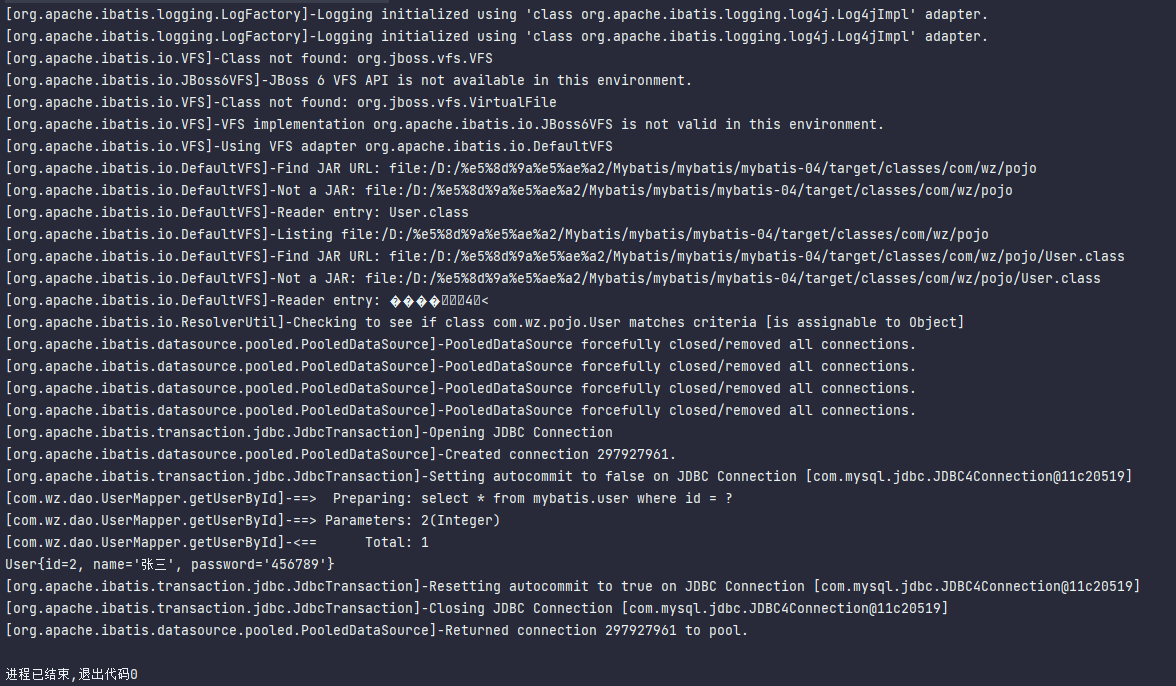 [org.apache.ibatis.logging.LogFactory]-Logging initialized using 'class org.apache.ibatis.logging.log4j.Log4jImpl' adapter.
[org.apache.ibatis.logging.LogFactory]-Logging initialized using 'class org.apache.ibatis.logging.log4j.Log4jImpl' adapter.
[org.apache.ibatis.io.VFS]-Class not found: org.jboss.vfs.VFS
[org.apache.ibatis.io.JBoss6VFS]-JBoss 6 VFS API is not available in this environment.
[org.apache.ibatis.io.VFS]-Class not found: org.jboss.vfs.VirtualFile
[org.apache.ibatis.io.VFS]-VFS implementation org.apache.ibatis.io.JBoss6VFS is not valid in this environment.
[org.apache.ibatis.io.VFS]-Using VFS adapter org.apache.ibatis.io.DefaultVFS
[org.apache.ibatis.io.DefaultVFS]-Find JAR URL: file:/D:/%e5%8d%9a%e5%ae%a2/Mybatis/mybatis/mybatis-04/target/classes/com/wz/pojo
[org.apache.ibatis.io.DefaultVFS]-Not a JAR: file:/D:/%e5%8d%9a%e5%ae%a2/Mybatis/mybatis/mybatis-04/target/classes/com/wz/pojo
[org.apache.ibatis.io.DefaultVFS]-Reader entry: User.class
[org.apache.ibatis.io.DefaultVFS]-Listing file:/D:/%e5%8d%9a%e5%ae%a2/Mybatis/mybatis/mybatis-04/target/classes/com/wz/pojo
[org.apache.ibatis.io.DefaultVFS]-Find JAR URL: file:/D:/%e5%8d%9a%e5%ae%a2/Mybatis/mybatis/mybatis-04/target/classes/com/wz/pojo/User.class
[org.apache.ibatis.io.DefaultVFS]-Not a JAR: file:/D:/%e5%8d%9a%e5%ae%a2/Mybatis/mybatis/mybatis-04/target/classes/com/wz/pojo/User.class
[org.apache.ibatis.io.DefaultVFS]-Reader entry: ����4<
[org.apache.ibatis.io.ResolverUtil]-Checking to see if class com.wz.pojo.User matches criteria [is assignable to Object]
[org.apache.ibatis.datasource.pooled.PooledDataSource]-PooledDataSource forcefully closed/removed all connections.
[org.apache.ibatis.datasource.pooled.PooledDataSource]-PooledDataSource forcefully closed/removed all connections.
[org.apache.ibatis.datasource.pooled.PooledDataSource]-PooledDataSource forcefully closed/removed all connections.
[org.apache.ibatis.datasource.pooled.PooledDataSource]-PooledDataSource forcefully closed/removed all connections.
[org.apache.ibatis.transaction.jdbc.JdbcTransaction]-Opening JDBC Connection
[org.apache.ibatis.datasource.pooled.PooledDataSource]-Created connection 297927961.
[org.apache.ibatis.transaction.jdbc.JdbcTransaction]-Setting autocommit to false on JDBC Connection [com.mysql.jdbc.JDBC4Connection@11c20519]
[com.wz.dao.UserMapper.getUserById]-==>  Preparing: select * from mybatis.user where id = ?
[com.wz.dao.UserMapper.getUserById]-==> Parameters: 2(Integer)
[com.wz.dao.UserMapper.getUserById]-<==      Total: 1
User{id=2, name='张三', password='456789'}
[org.apache.ibatis.transaction.jdbc.JdbcTransaction]-Resetting autocommit to true on JDBC Connection [com.mysql.jdbc.JDBC4Connection@11c20519]
[org.apache.ibatis.transaction.jdbc.JdbcTransaction]-Closing JDBC Connection [com.mysql.jdbc.JDBC4Connection@11c20519]
[org.apache.ibatis.datasource.pooled.PooledDataSource]-Returned connection 297927961 to pool.
进程已结束,退出代码0